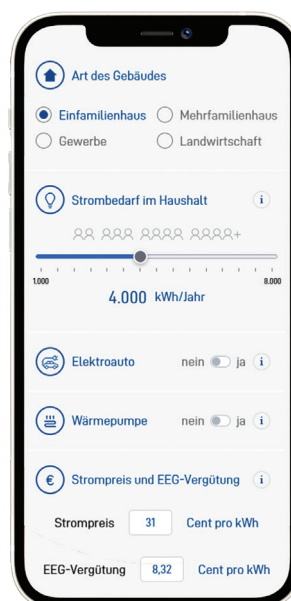 Art des Gebäudes
Einfamilienhaus Mehrfamilienhaus
Gewerbe Landwirtschaft
Strombedarf im Haushalt i
+
1.000 8.000
4.000 kWh/Jahr
Elektroauto nein ja i
Wärmepumpe nein ja i
€ Strompreis und EEG-Vergütung i
Strompreis 31 Cent pro kWh
EEG-Vergütung 8,32 Cent pro kWh